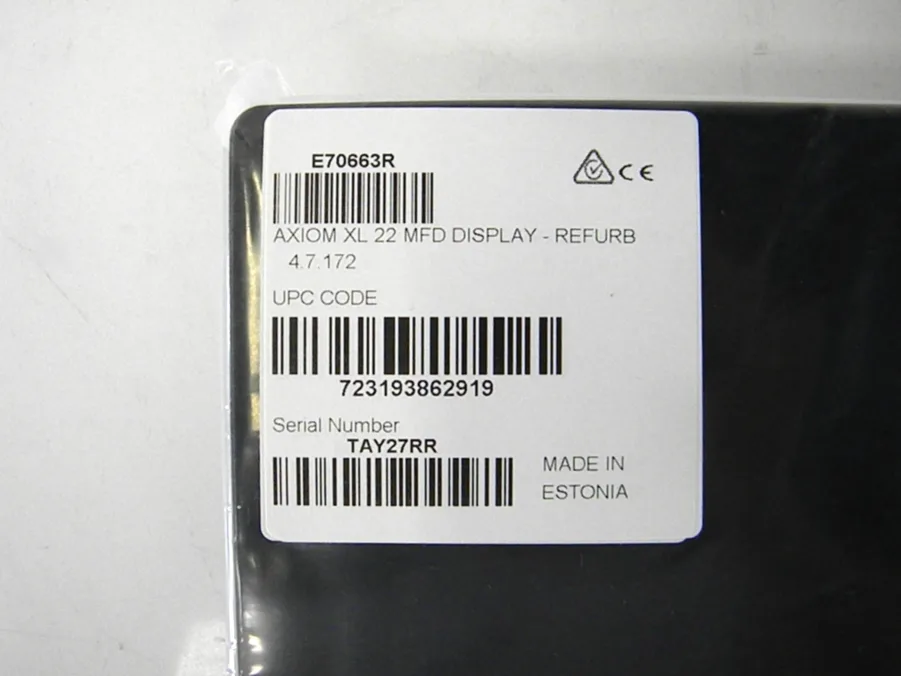 E70663R
CE
AXIOM XL 22 MFD DISPLAY - REFURB
4.7.172
UPC CODE
723193862919
Serial Number
TAY27RR
MADE IN
ESTONIA